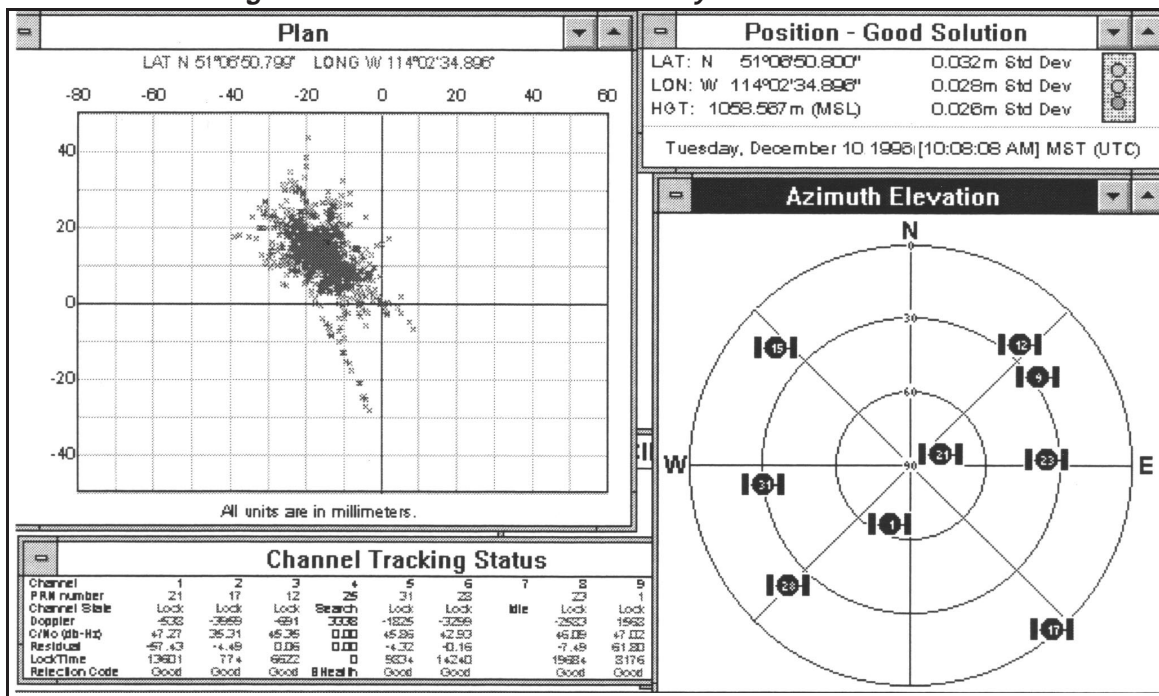 Plan
LAT N 51°06'50.799" LONG W 114°02'34.896"
-80 -60 -40 -20 0 20 40 60
40
20
0
-20
-40
All units are in millimeters.
Position - Good Solution
LAT: N 51°06'50.800" 0.032m Std Dev
LON: W 114°02'34.896" 0.028m Std Dev
HGT: 1058.567m (MSL) 0.026m Std Dev
Tuesday, December 10 1996 [10:08:08 AM] MST (UTC)
Azimuth Elevation
N
0
30
60
90
W
E
15
12
9
21
23
31
1
28
17
Channel Tracking Status
Channel 1 2 3 4 5 6 7 8 9
PRN number 21 17 12 25 31 23 1
Channel State Lock Lock Lock Search Lock Lock Idle Lock Lock
Doppler -538 -3959 -691 3338 -1825 -3299 -2583 1563
C/No (db-Hz) 47.27 35.31 45.35 0.00 45.86 42.93 46.09 47.02
Residual -57.43 -4.49 0.06 0.00 -4.32 -0.16 -7.49 61.80
LockTime 13601 774 6622 0 9834 14240 19684 8176
Rejection Code Good Good Good BHealth Good Good Good Good